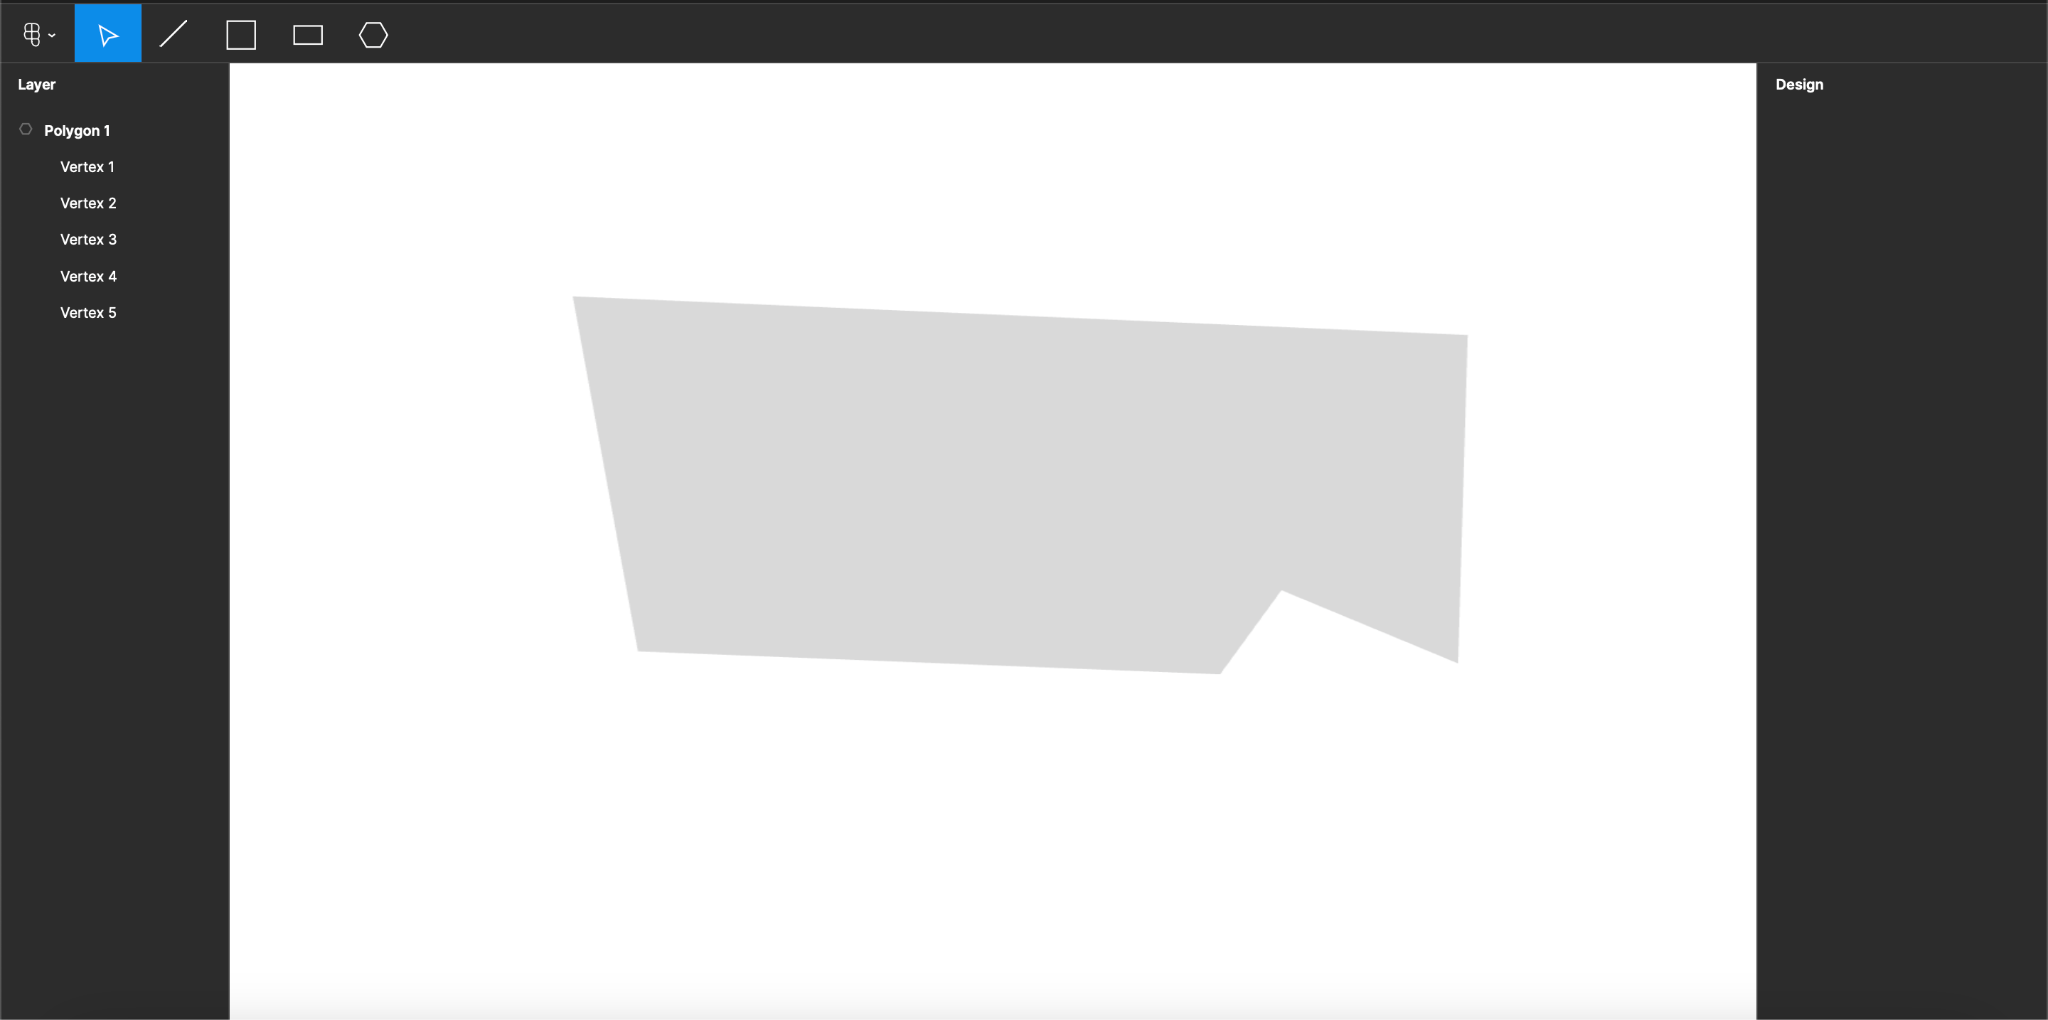 Layer
Polygon 1
Vertex 1
Vertex 2
Vertex 3
Vertex 4
Vertex 5
Design